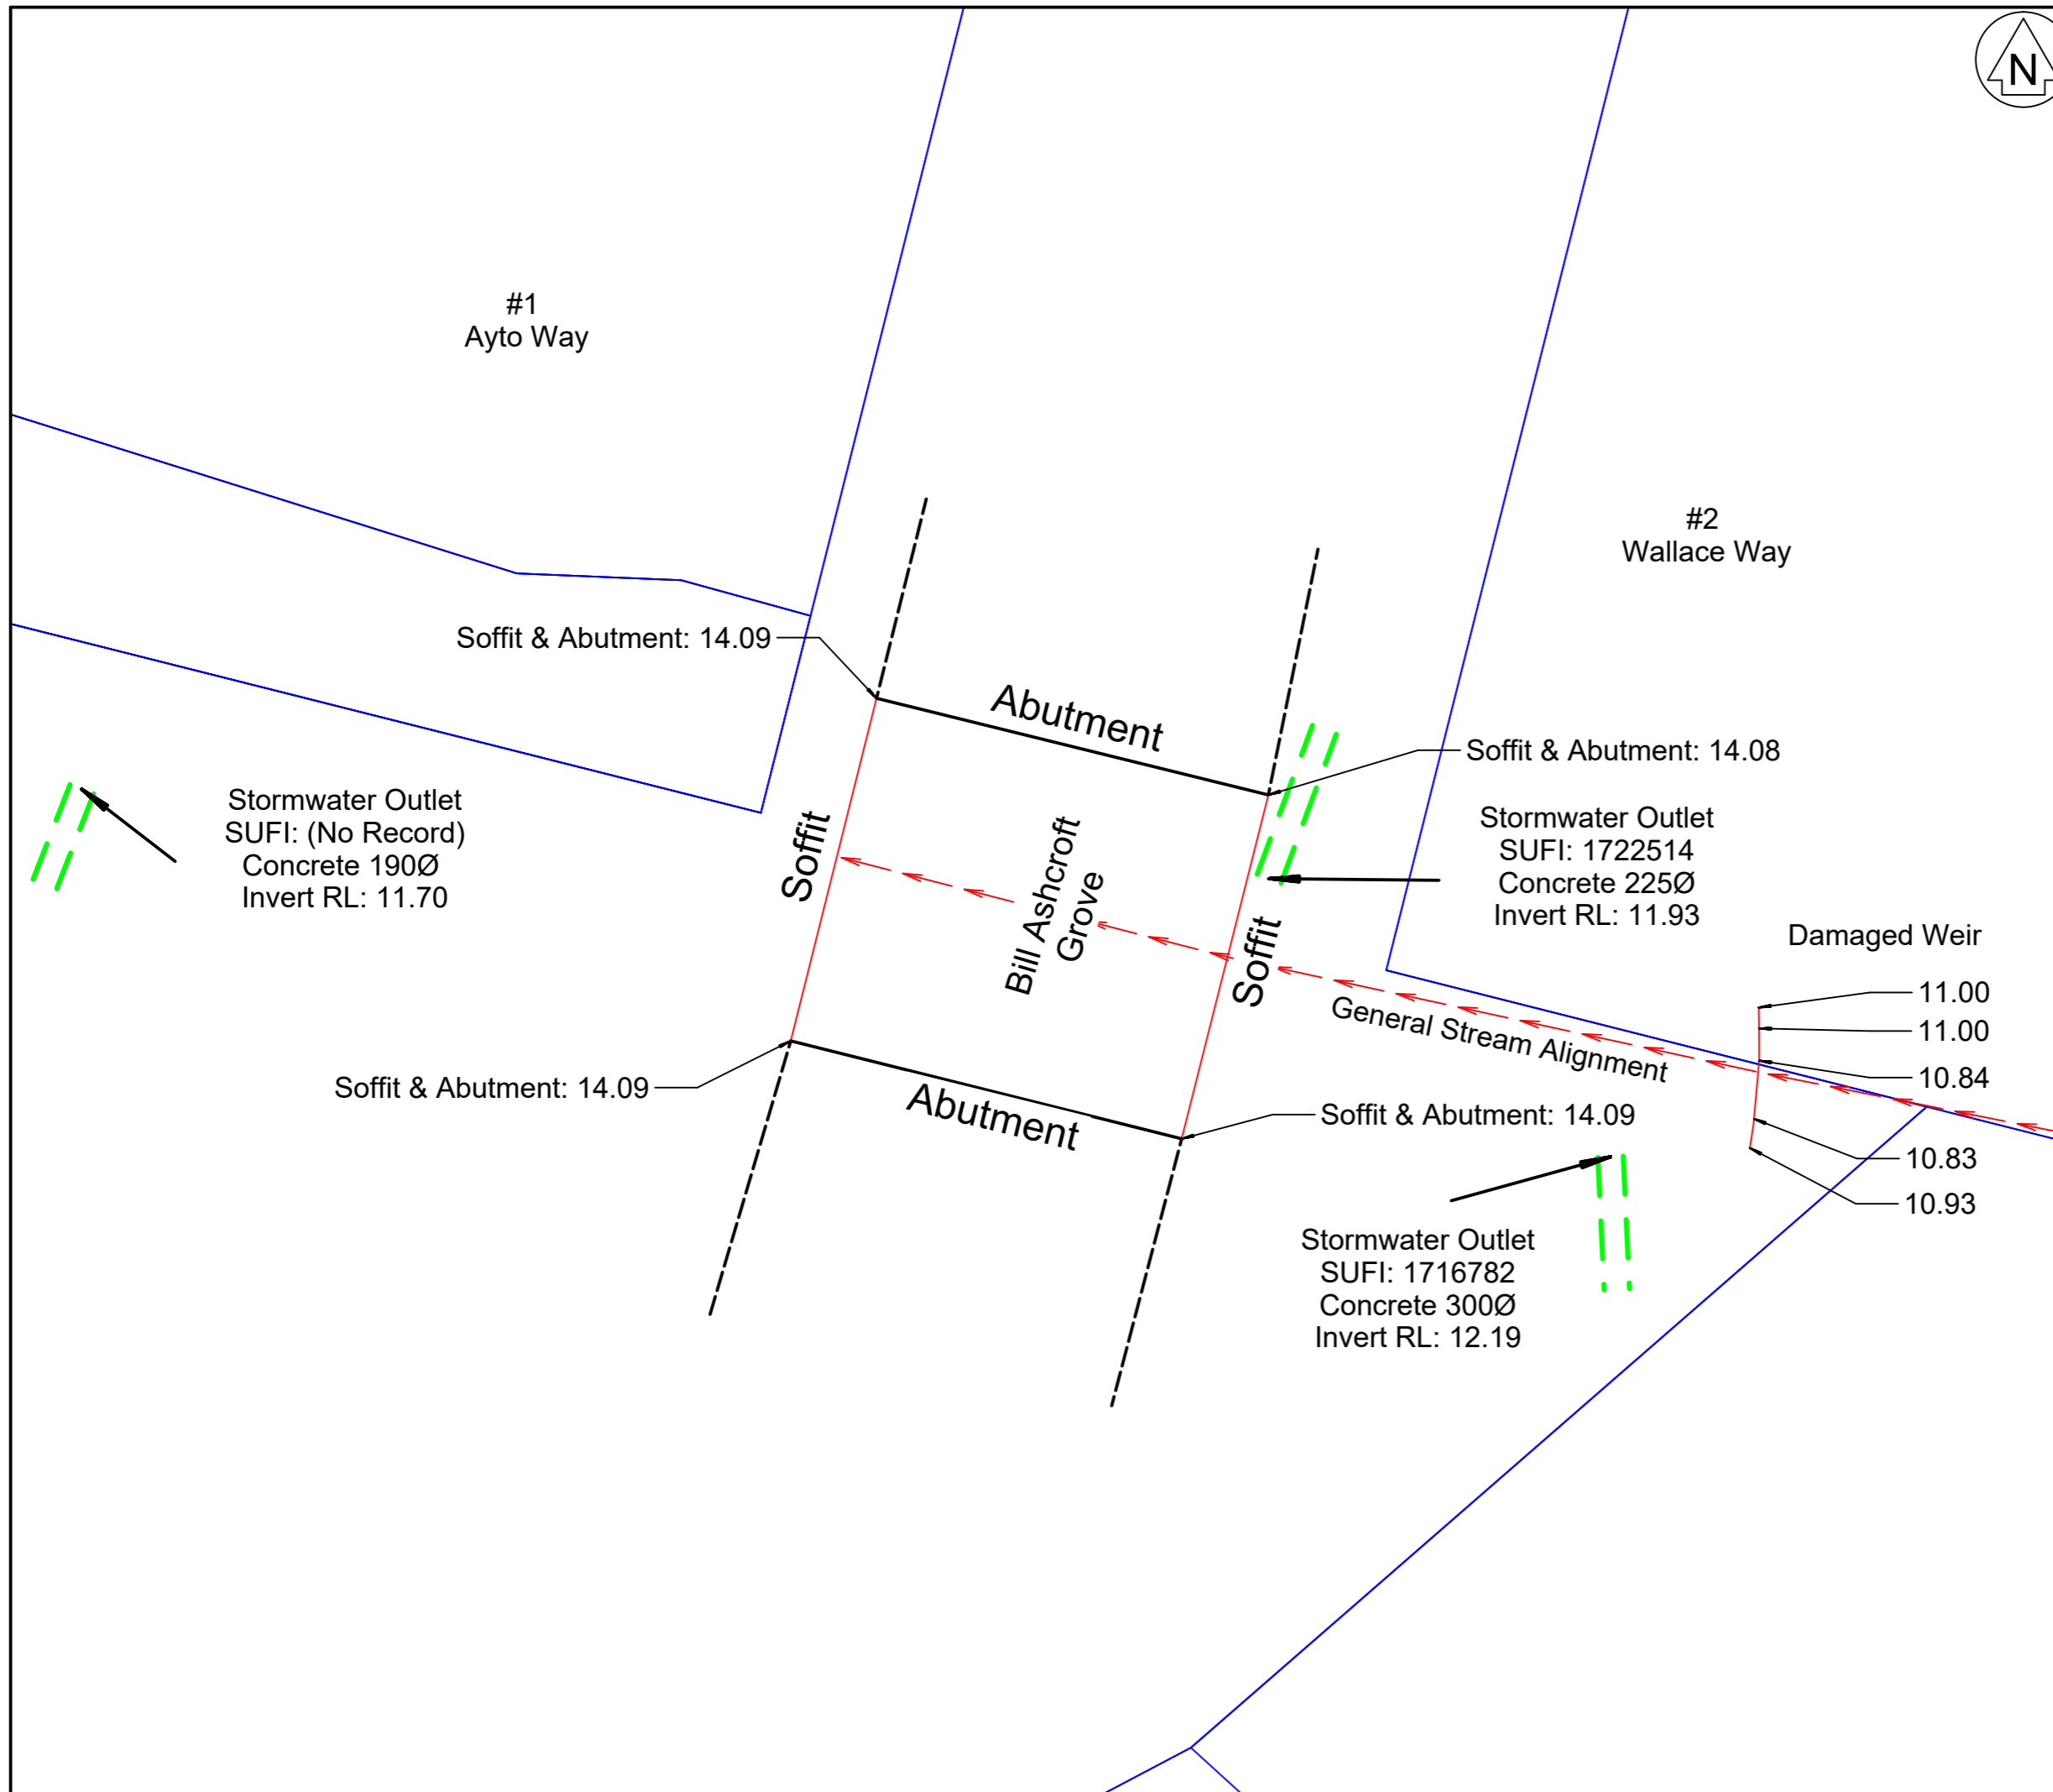 N
#1
Ayto Way
#2
Wallace Way
Soffit & Abutment: 14.09
Abutment
Soffit & Abutment: 14.08
Stormwater Outlet
SUFI: (No Record)
Concrete 190Ø
Invert RL: 11.70
Soffit
Bill Ashcroft
Grove
Stormwater Outlet
SUFI: 1722514
Concrete 225Ø
Invert RL: 11.93
Soffit
Damaged Weir
General Stream Alignment
11.00
11.00
10.84
10.83
10.93
Soffit & Abutment: 14.09
Abutment
Soffit & Abutment: 14.09
Stormwater Outlet
SUFI: 1716782
Concrete 300Ø
Invert RL: 12.19